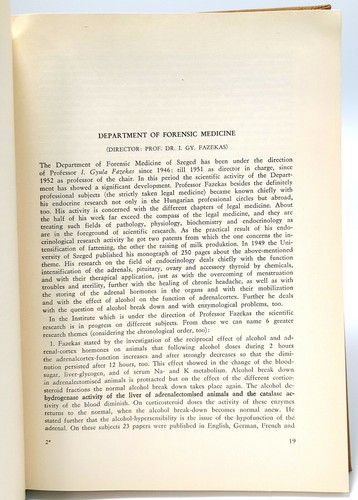 DEPARTMENT OF FORENSIC MEDICINE
(DIRECTOR: PROF. DR. I. GY. FAZEKAS)
The Department of Forensic Medicine of Szeged has been under the direction
of Professor I. Gyula Fazekas since 1946: till 1951 as director in charge, since
1952 as professor of the chair. In this period the scientific activity of the Depart-
ment has showed a significant development. Professor Fazekas besides the definitely
professional subjects (the strictly taken legal medicine) became known chiefly with
his endocrine research not only in the Hungarian professional circles but abroad,
too. His activity is concerned with the different chapters of legal medicine. About
the half of his work far exceed the compass of the legal medicine, and they are
treating such fields of pathology, physiology, biochemistry and endocrinology as
are in the foreground of scientific research. As the practical result of his endo-
crinological research activity he got two patents from which the one concerns the in-
tensification of fattening, the other the raising of milk production. In 1949 the Uni-
versity of Szeged published his monograph of 250 pages about the above-mentioned
theme. His research on the field of endocrinology deals chiefly with the function
intensification of the adrenals, pituitary, ovary and accessory thyroid by chemicals,
and with their therapical application, just as with the overcoming of menstruation
troubles and sterility, further with the healing of chronic headache, as well as with
the storing of the adrenal hormones in the organs and with their mobilization
and with the effect of alcohol on the function of adrenalcortex. Further he deals
with the question of alcohol break down and with enzymological problems, too.
In the Institute which is under the direction of Professor Fazekas the scientific
research is in progress on different subjects. From these we can name 6 greater
research themes (considering the chronological order, too):
1. Fazekas stated by the investigation of the reciprocal effect of alcohol and ad-
renal-cortex hormones on animals that following alcohol doses during 2 hours
the adrenalcortex-function increases and after strongly decreases so that the dimi-
nution persisted after 12 hours, too. This effect showed in the change of the blood-
sugar, liver-glycogen, and of serum Na- and K metabolism. Alcohol break down
in adrenalectomised animals is protracted but on the effect of the different cortico-
steroid fractions the normal alcohol break down takes place again. The alcohol de-
hydrogenase activity of the liver of adrenalectomised animals and the catalase ac-
tivity of the blood diminish. On corticosteroid doses the activity of these enzymes
returns to the normal, when the alcohol break-down becomes normal anew. He
stated further that the alcohol-hypersensibility is the issue of the hypofunction of the
adrenal. On these subjects 23 papers were published in English, German, French and
2*
19